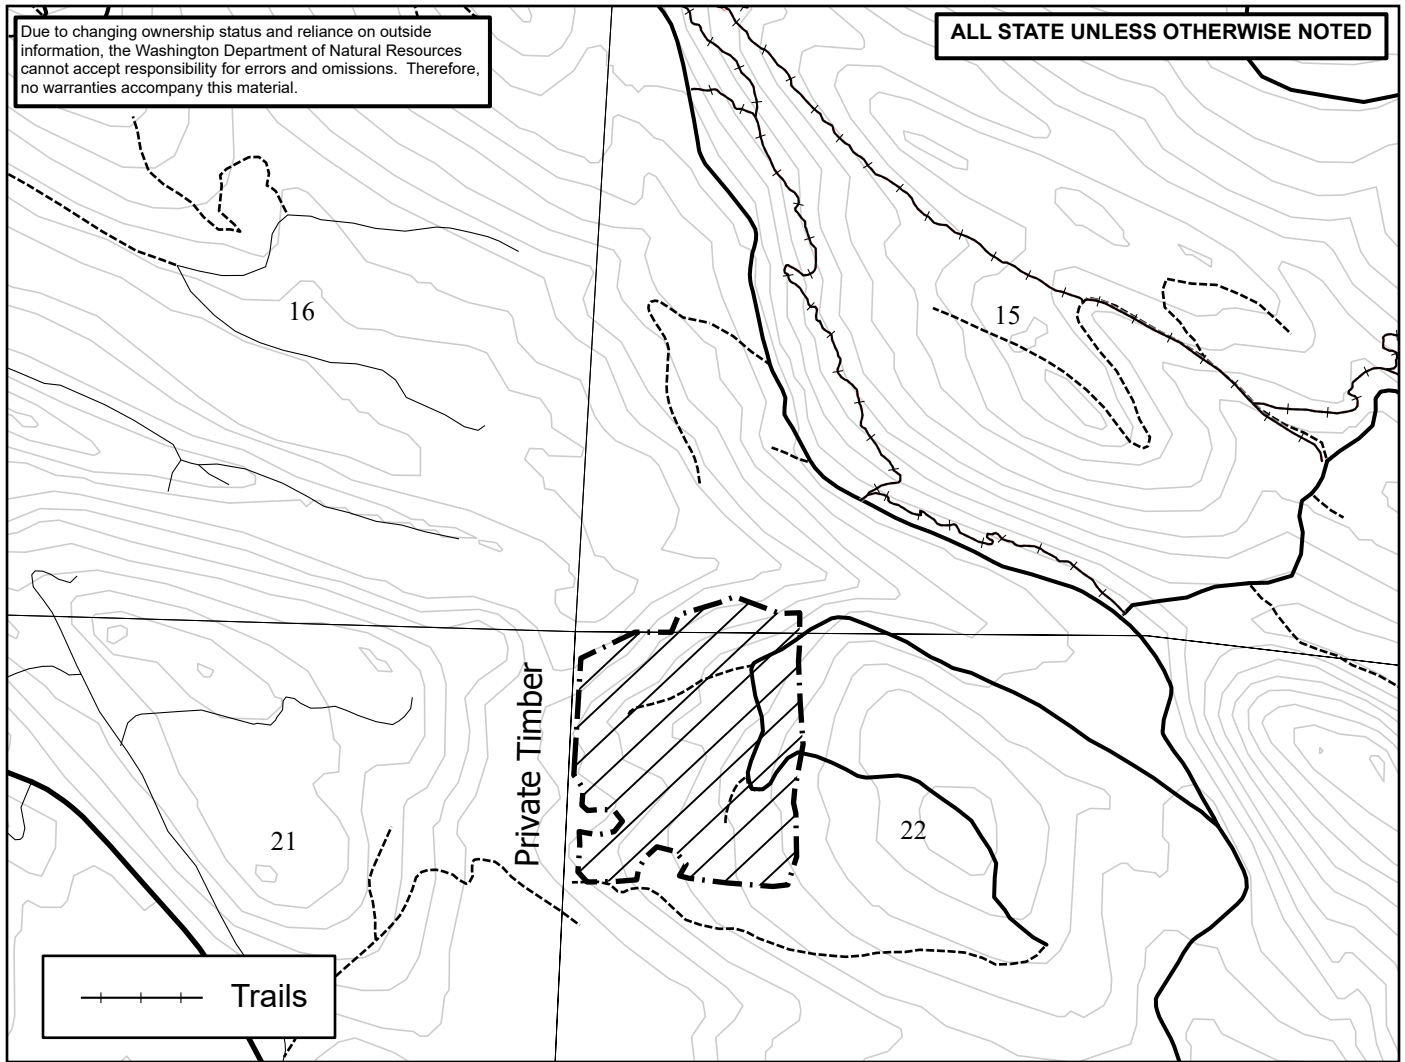 Due to changing ownership status and reliance on outside
information, the Washington Department of Natural Resources
cannot accept responsibility for errors and omissions.  Therefore,
no warranties accompany this material.
ALL STATE UNLESS OTHERWISE NOTED
16
15
Private Timber
21
22
Trails